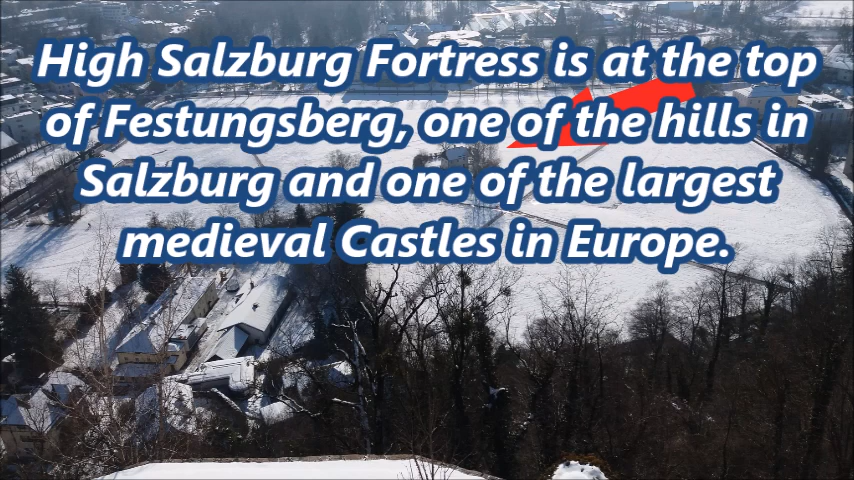 High Salzburg Fortress is at the top
of Festungsberg, one of the hills in
Salzburg and one of the largest
medieval Castles in Europe.